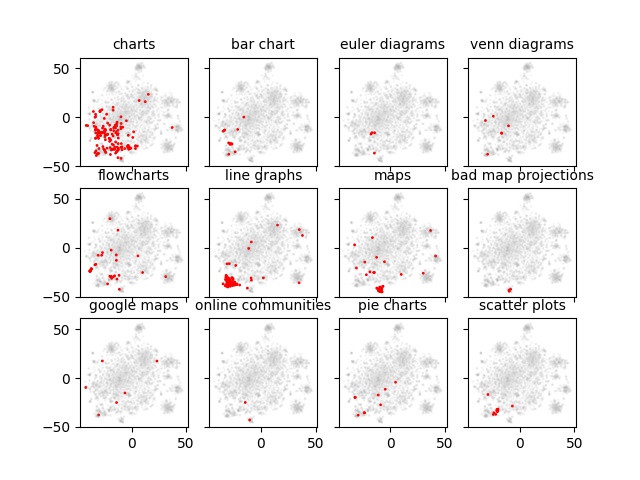 charts bar chart euler diagrams venn diagrams
50
0
−50
flowcharts line graphs maps bad map projections
50
0
−50
google maps online communities pie charts scatter plots
50
0
−50
0 50 0 50 0 50 0 50